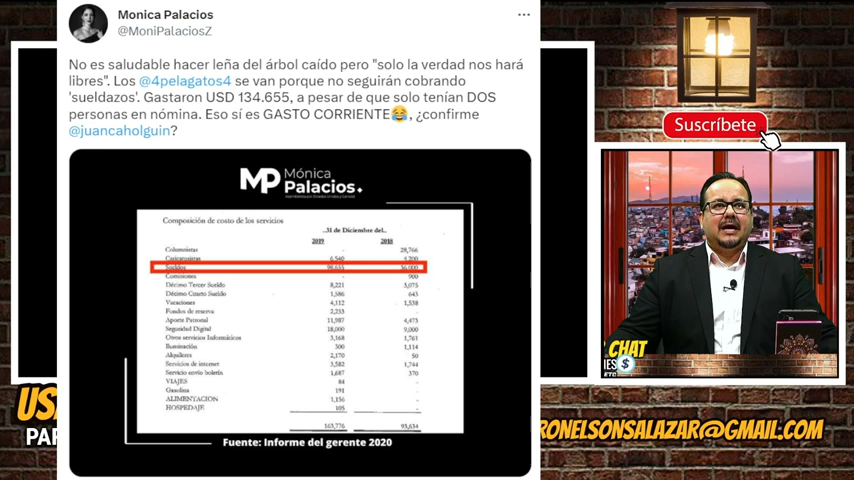 Monica Palacios
@MoniPalaciosZ
No es saludable hacer leña del árbol caído pero "solo la verdad nos hará
libres". Los @4pelagatos4 se van porque no seguirán cobrando
'sueldazos'. Gastaron USD 134.655, a pesar de que solo tenían DOS
personas en nómina. Eso sí es GASTO CORRIENTE😂, ¿confirme
@juancaholguin?
MP Mónica
Palacios.
Composición de costo de los servicios
..31 de Diciembre del..
2019 2018
Columnistas - 28,766
Caricaturistas 6,540 4,200
Sueldos 98,655 36,000
Comisiones - 900
Décimo Tercer Sueldo 8,221 3,075
Décimo Cuarto Sueldo 1,586 643
Vacaciones 4,112 1,538
Fondos de reserva 2,233
Aporte Patronal 11,987 4,473
Seguridad Digital 18,000 9,000
Otros servicios Informáticos 3,168 1,761
Iluminación 300 1,114
Alquileres 2,170 50
Servicios de internet 3,582 1,744
Servicio envío boletín 1,687 370
VIAJES 84
Gasolina 191
ALIMENTACION 1,156
HOSPEDAJE 105
163,776 93,634
Fuente: Informe del gerente 2020
Suscríbete
CHAT
$
ETC
US
PAR
RONELSONSALAZAR@GMAIL.COM